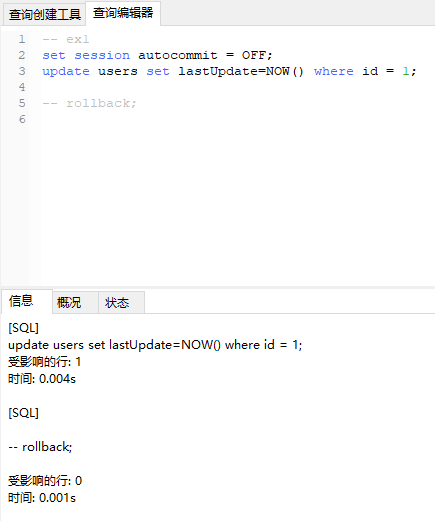 查询创建工具 查询编辑器
1 -- ex1
2 set session autocommit = OFF;
3 update users set lastUpdate=NOW() where id = 1;
4
5 -- rollback;
6
信息 概况 状态
[SQL]
update users set lastUpdate=NOW() where id = 1;
受影响的行: 1
时间: 0.004s
[SQL]
-- rollback;
受影响的行: 0
时间: 0.001s